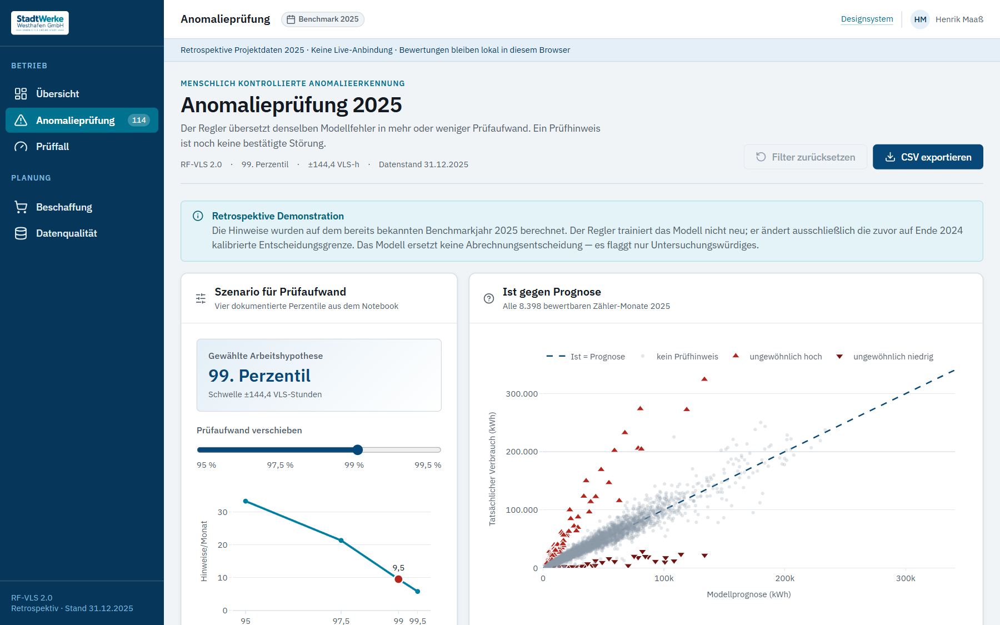 StadtWerke
Westhafen GmbH
BETRIEB
Übersicht
Anomalieprüfung 114
Prüffall
PLANUNG
Beschaffung
Datenqualität
RF-VLS 2.0
Retrospektiv · Stand 31.12.2025
Anomalieprüfung
Benchmark 2025
Designsystem
HM
Henrik Maaß
Retrospektive Projektdaten 2025 · Keine Live-Anbindung · Bewertungen bleiben lokal in diesem Browser
MENSCHLICH KONTROLLIERTE ANOMALIEERKENNUNG
Anomalieprüfung 2025
Der Regler übersetzt denselben Modellfehler in mehr oder weniger Prüfaufwand. Ein Prüfhinweis
ist noch keine bestätigte Störung.
RF-VLS 2.0 · 99. Perzentil · ±144,4 VLS-h · Datenstand 31.12.2025
Filter zurücksetzen
CSV exportieren
Retrospektive Demonstration
Die Hinweise wurden auf dem bereits bekannten Benchmarkjahr 2025 berechnet. Der Regler trainiert das Modell nicht neu; er ändert ausschließlich die zuvor auf Ende 2024
kalibrierte Entscheidungsgrenze. Das Modell ersetzt keine Abrechnungsentscheidung — es flaggt nur Untersuchungswürdiges.
Szenario für Prüfaufwand
Vier dokumentierte Perzentile aus dem Notebook
Gewählte Arbeitshypothese
99. Perzentil
Schwelle ±144,4 VLS-Stunden
Prüfaufwand verschieben
95 % 97,5 % 99 % 99,5 %
Hinweise/Monat
30
20
10
0
9,5
95 97,5 99 99,5
Ist gegen Prognose
Alle 8.398 bewertbaren Zähler-Monate 2025
Ist = Prognose kein Prüfhinweis ungewöhnlich hoch ungewöhnlich niedrig
Tatsächlicher Verbrauch (kWh)
300.000
200.000
100.000
0
0 100k 200k 300k
Modellprognose (kWh)